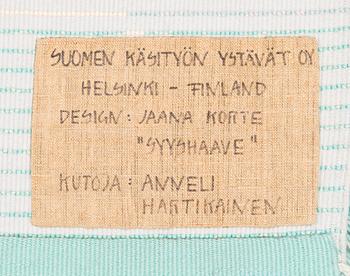 SUOMEN KÄSITYÖN YSTÄVÄT OY
HELSINKI - FINLAND
DESIGN: JAANA KORTE
"SYYSHAAVE"
KUTOJA: ANNELI
HARTIKAINEN